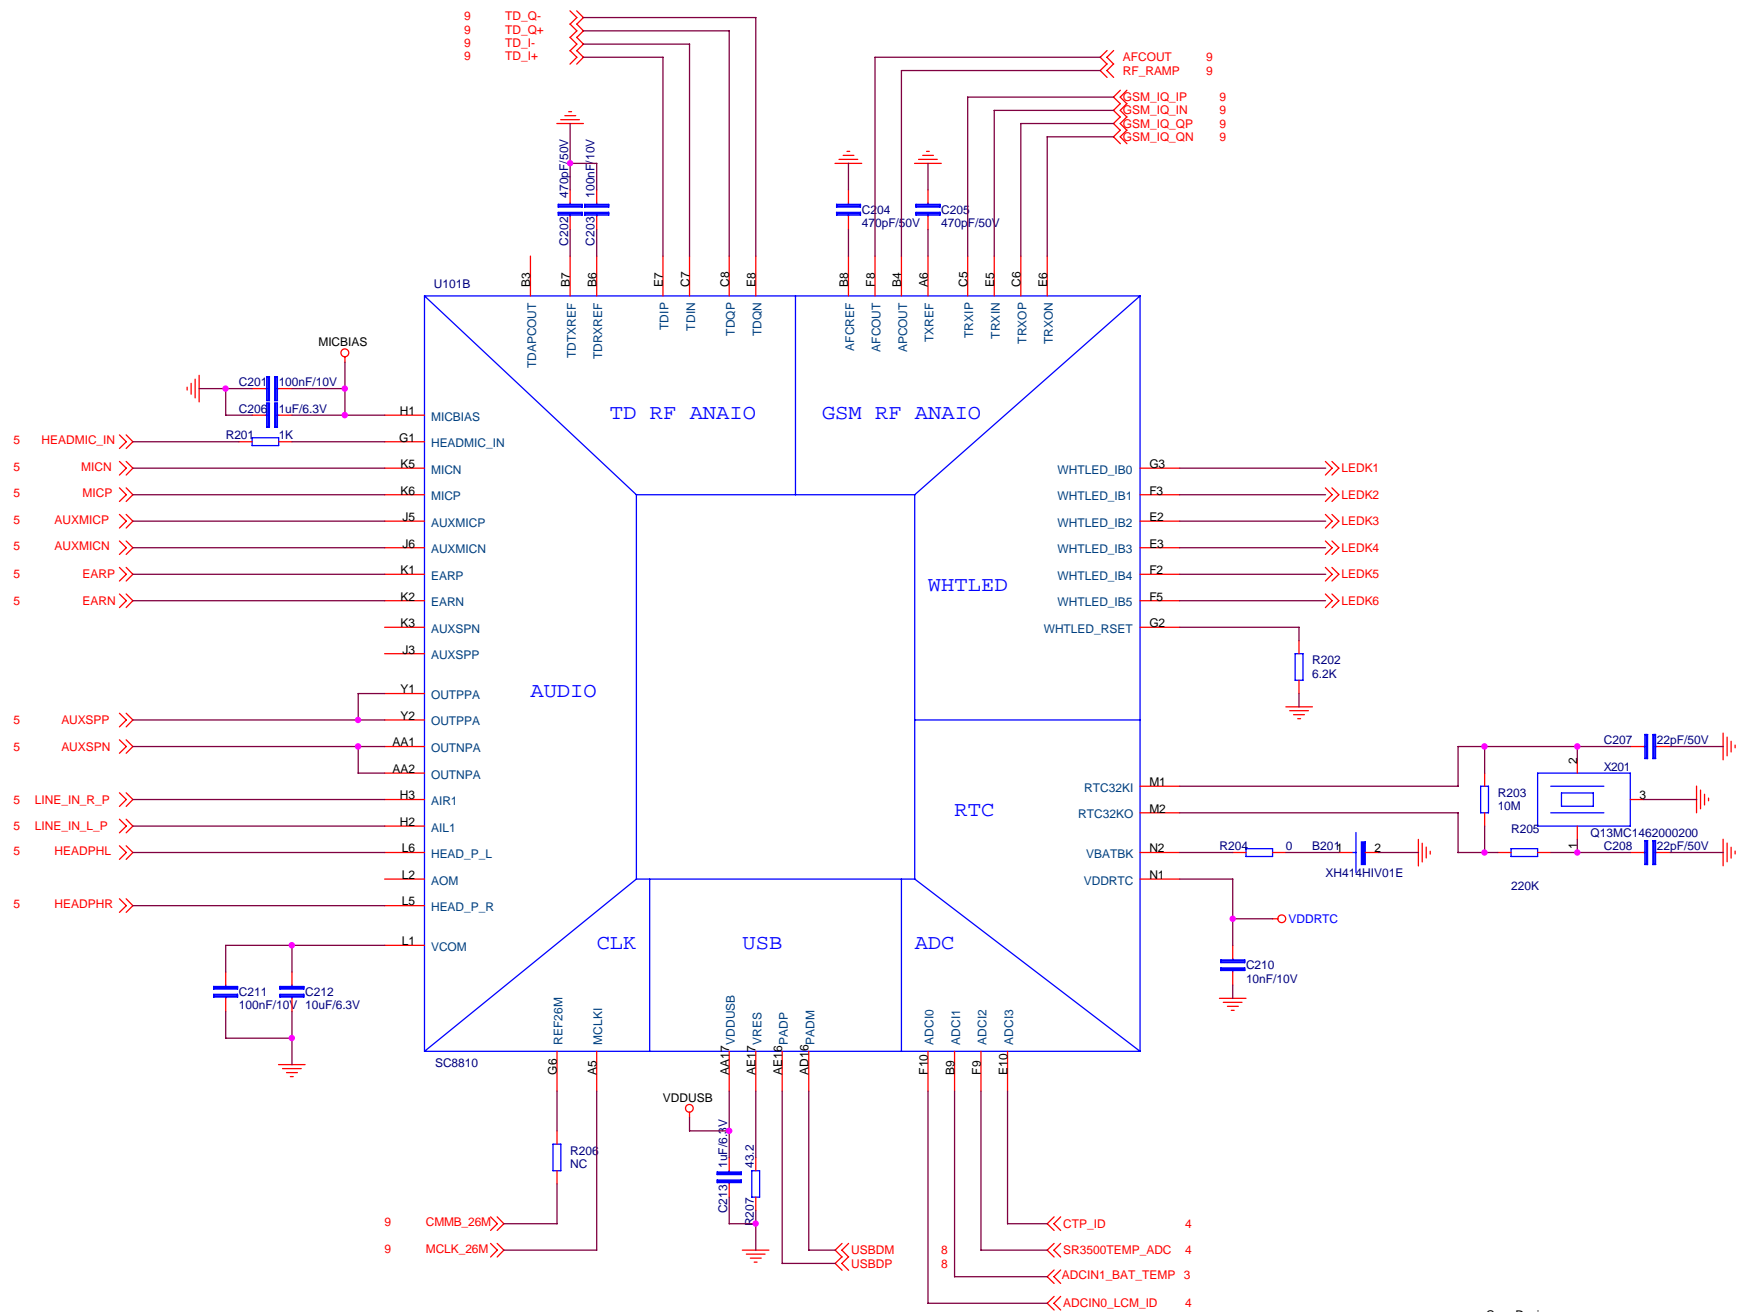 9 TD_Q-
9 TD_Q+
9 TD_I-
9 TD_I+
AFCOUT 9
RF_RAMP 9
GSM_IQ_IP 9
GSM_IQ_IN 9
GSM_IQ_QP 9
GSM_IQ_QN 9
C202 470pF/50V
C203 100nF/10V
C204
470pF/50V
C205
470pF/50V
U101B
B3 B7 B6 E7 C7 C8 E8 B8 F8 B4 A6 C5 E5 C6 E6
TDAPCOUT TDTXREF TDRXREF TDIP TDIN TDQP TDQN AFCREF AFCOUT APCOUT TXREF TRXIP TRXIN TRXOP TRXON
MICBIAS
C201 100nF/10V
C206 1uF/6.3V
TD RF ANAIO
GSM RF ANAIO
H1 MICBIAS
5 HEADMIC_IN R201 1K G1 HEADMIC_IN
5 MICN K5 MICN
5 MICP K6 MICP
5 AUXMICP J5 AUXMICP
5 AUXMICN J6 AUXMICN
5 EARP K1 EARP
5 EARN K2 EARN
K3 AUXSPN
J3 AUXSPP
Y1 OUTPPA
5 AUXSPP Y2 OUTPPA
5 AUXSPN AA1 OUTNPA
AA2 OUTNPA
5 LINE_IN_R_P H3 AIR1
5 LINE_IN_L_P H2 AIL1
5 HEADPHL L6 HEAD_P_L
L2 AOM
5 HEADPHR L5 HEAD_P_R
L1 VCOM
C211
100nF/10V
C212
10uF/6.3V
AUDIO
WHTLED
WHTLED_IB0 G3 LEDK1
WHTLED_IB1 F3 LEDK2
WHTLED_IB2 E2 LEDK3
WHTLED_IB3 E3 LEDK4
WHTLED_IB4 F2 LEDK5
WHTLED_IB5 F5 LEDK6
WHTLED_RSET G2
R202
6.2K
RTC
RTC32KI M1
RTC32KO M2
VBATBK N2 R204 0 B201 1 2
XH414HIV01E
VDDRTC N1
VDDRTC
C210
10nF/10V
C207 22pF/50V
2 X201
R203
10M
3
R205
220K
Q13MC1462000200
1 C208 22pF/50V
CLK
USB
ADC
REF26M MCLKI VDDUSB VRES PADP PADM ADCI0 ADCI1 ADCI2 ADCI3
SC8810
G6 A5 AA17 AE17 AE16 AD16 F10 B9 F9 E10
VDDUSB
R206
NC
C213 1uF/6.3V
R207 43.2
9 CMMB_26M
9 MCLK_26M
USBDM 8
USBDP 8
CTP_ID 4
SR3500TEMP_ADC 4
ADCIN1_BAT_TEMP 3
ADCIN0_LCM_ID 4